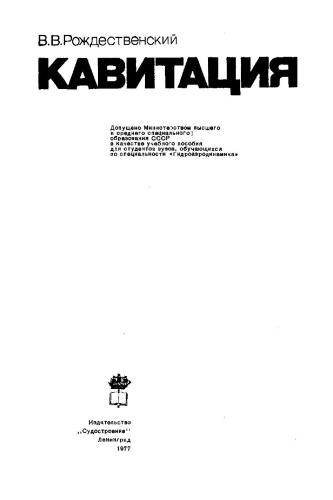 В.В.Рождественский
КАВИТАЦИЯ
Допущено Министерством высшего
и среднего специального
образования СССР
в качестве учебного пособия
для студентов вузов, обучающихся
по специальности «Гидроаэродинамика»
Издательство
„Судостроение"
Ленинград
1977